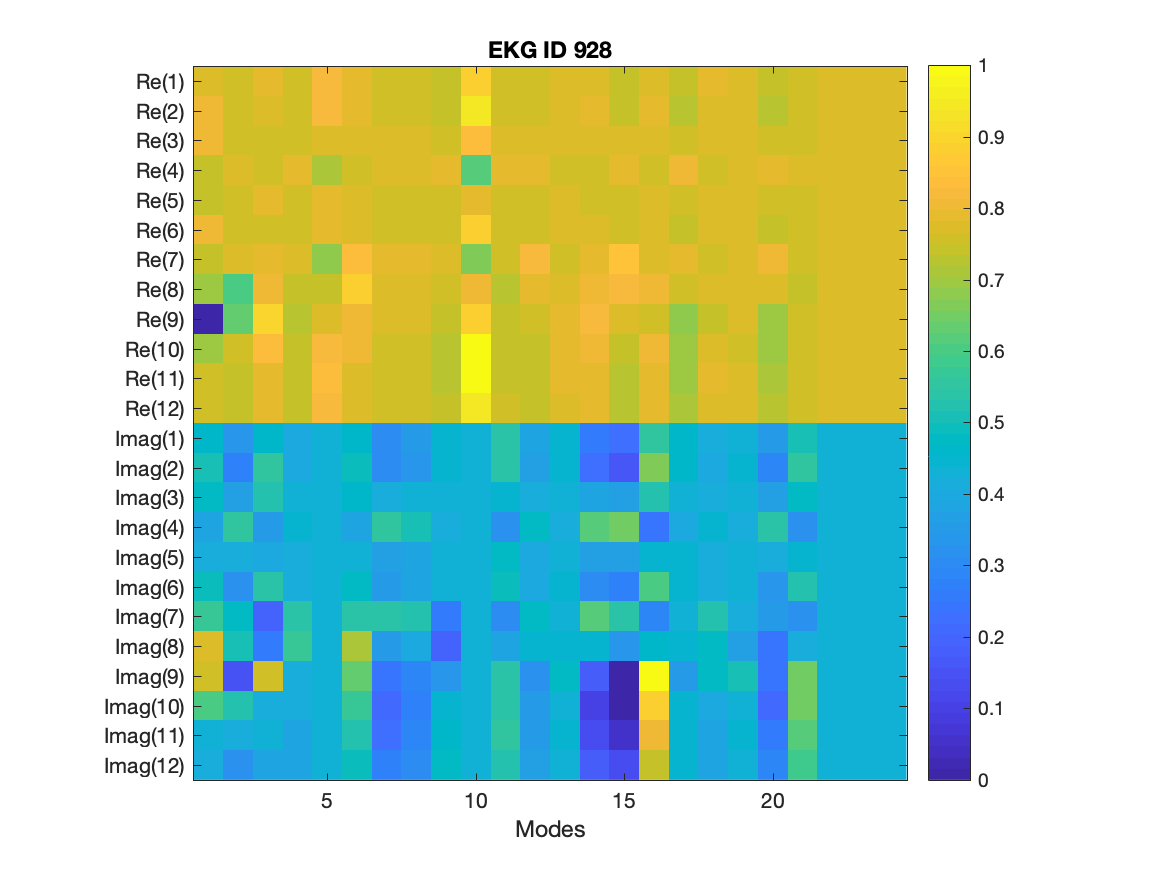 EKG ID 928
Re(1)
Re(2)
Re(3)
Re(4)
Re(5)
Re(6)
Re(7)
Re(8)
Re(9)
Re(10)
Re(11)
Re(12)
Imag(1)
Imag(2)
Imag(3)
Imag(4)
Imag(5)
Imag(6)
Imag(7)
Imag(8)
Imag(9)
Imag(10)
Imag(11)
Imag(12)
5 10 15 20
Modes
1
0.9
0.8
0.7
0.6
0.5
0.4
0.3
0.2
0.1
0